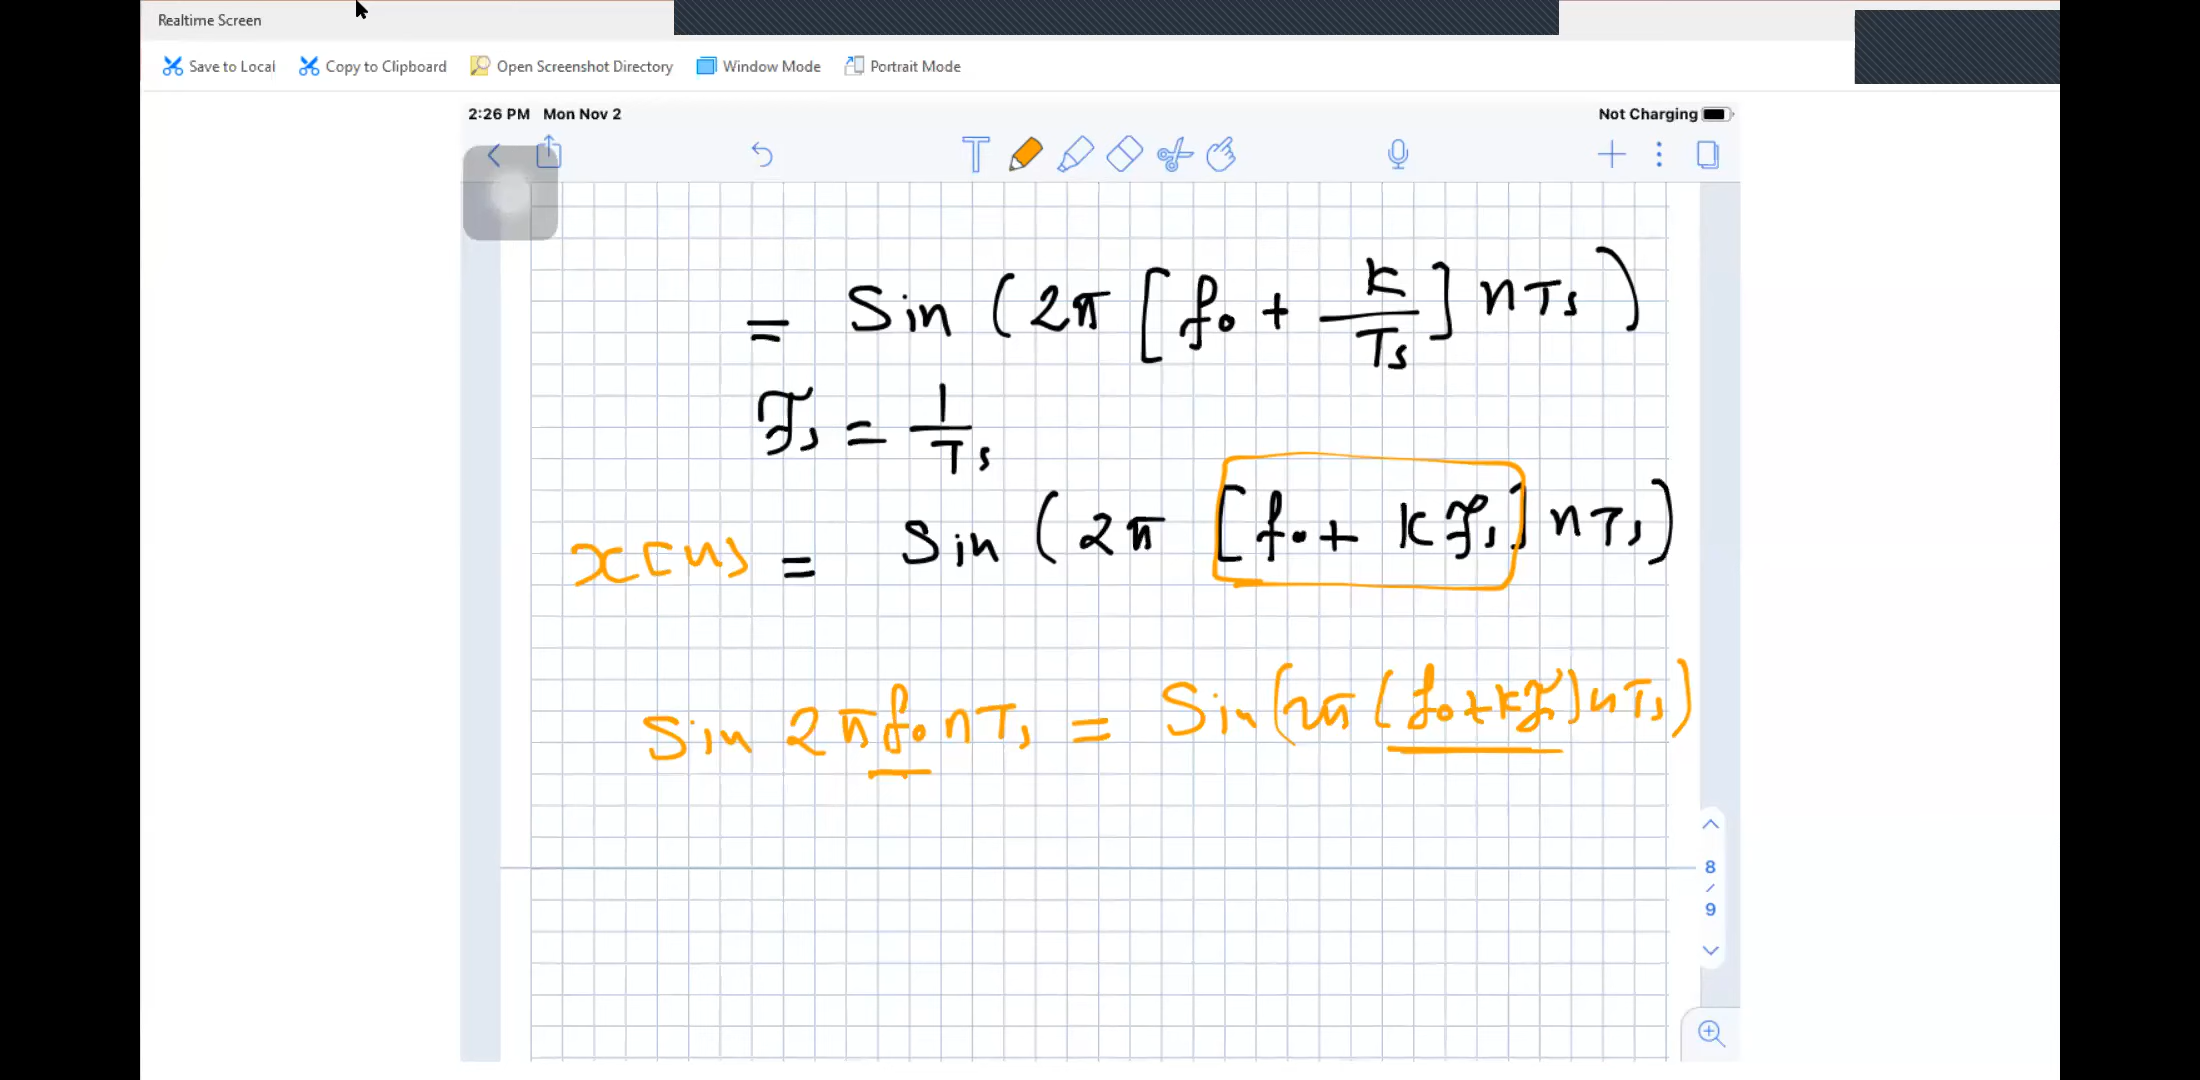 Realtime Screen
Save to Local Copy to Clipboard Open Screenshot Directory Window Mode Portrait Mode
2:26 PM Mon Nov 2 Not Charging
= Sin (2π [f₀ + K/Ts] nTs)
Fs = 1/Ts
x[n] = Sin (2π [f₀ + KFs] nTs)
Sin 2πf₀nTs = Sin(2π(f₀+KFs)nTs)
8
/
9